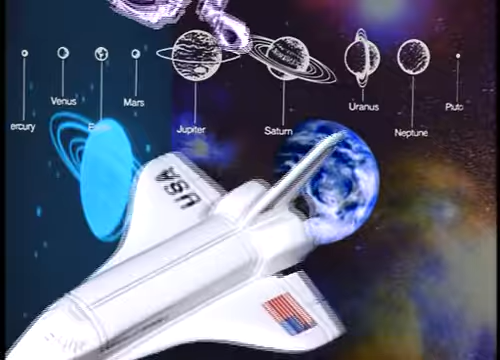 Venus
Mars
ercury
Jupiter
Saturn
Uranus
Neptune
Pluto
USA